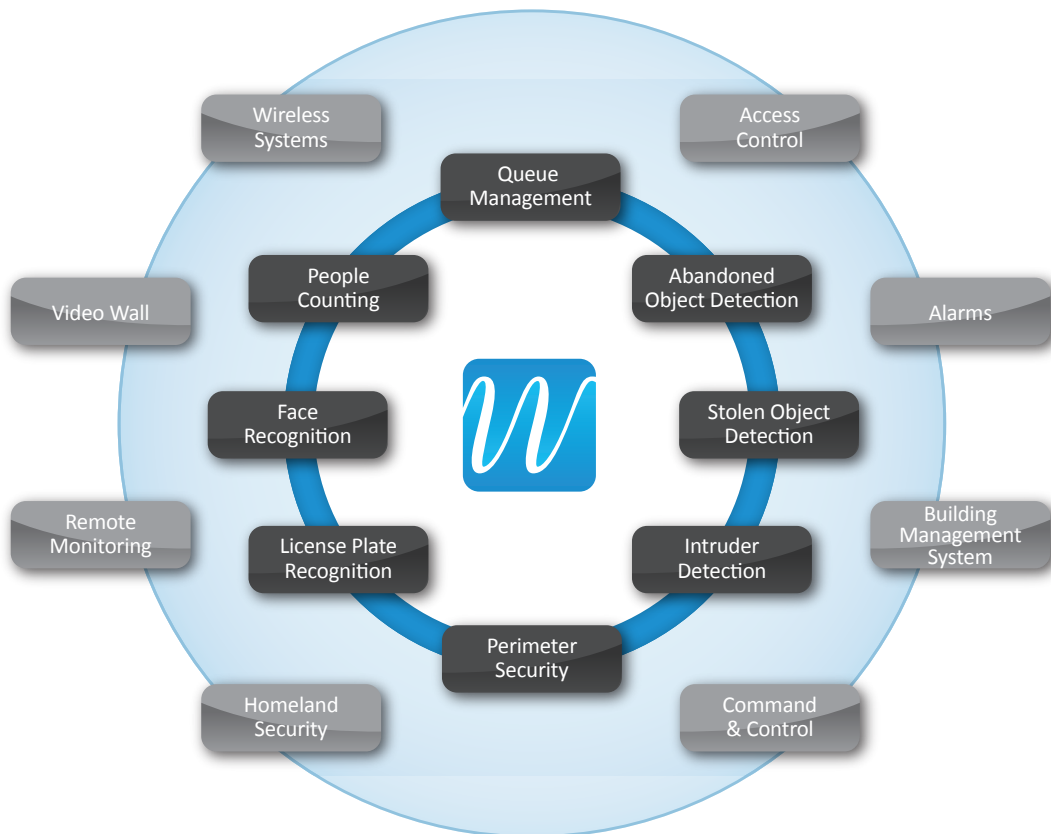 Wireless
Systems
Access
Control
Queue
Management
People
Counting
Abandoned
Object Detection
Video Wall
Alarms
Face
Recognition
W
Stolen Object
Detection
Remote
Monitoring
License Plate
Recognition
Intruder
Detection
Building
Management
System
Perimeter
Security
Homeland
Security
Command
& Control